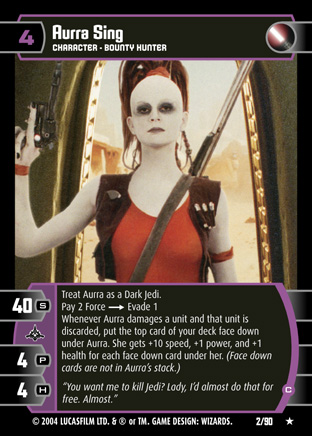 4 Aurra Sing
CHARACTER - BOUNTY HUNTER
40 S
4 P
4 H
Treat Aurra as a Dark Jedi.
Pay 2 Force → Evade 1
Whenever Aurra damages a unit and that unit is
discarded, put the top card of your deck face down
under Aurra. She gets +10 speed, +1 power, and +1
health for each face down card under her. (Face down
cards are not in Aurra's stack.)
"You want me to kill Jedi? Lady, I'd almost do that for
free. Almost."
C
© 2004 LUCASFILM LTD. & ® or TM. GAME DESIGN: WIZARDS. 2/90 ★